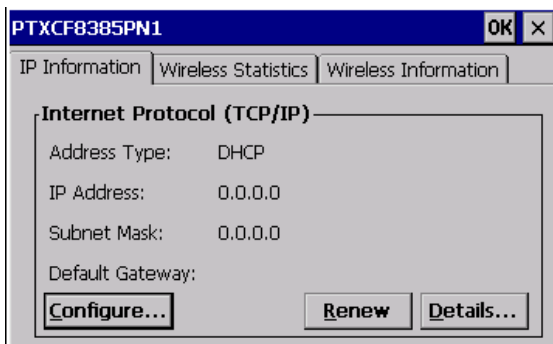 PTXCF8385PN1 OK ×
IP Information Wireless Statistics Wireless Information
Internet Protocol (TCP/IP)
Address Type: DHCP
IP Address: 0.0.0.0
Subnet Mask: 0.0.0.0
Default Gateway:
Configure... Renew Details...